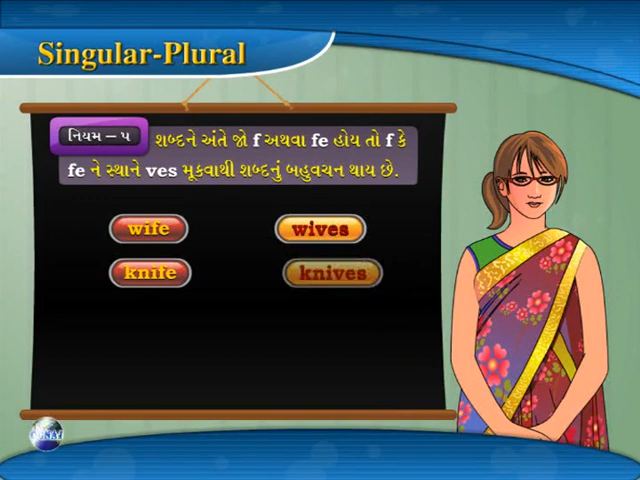 Singular-Plural
નિયમ – ૫ શબ્દને અંતે જો f અથવા fe હોય તો f કે
fe ને સ્થાને ves મૂકવાથી શબ્દનું બહુવચન થાય છે.
wife wives
knife knives